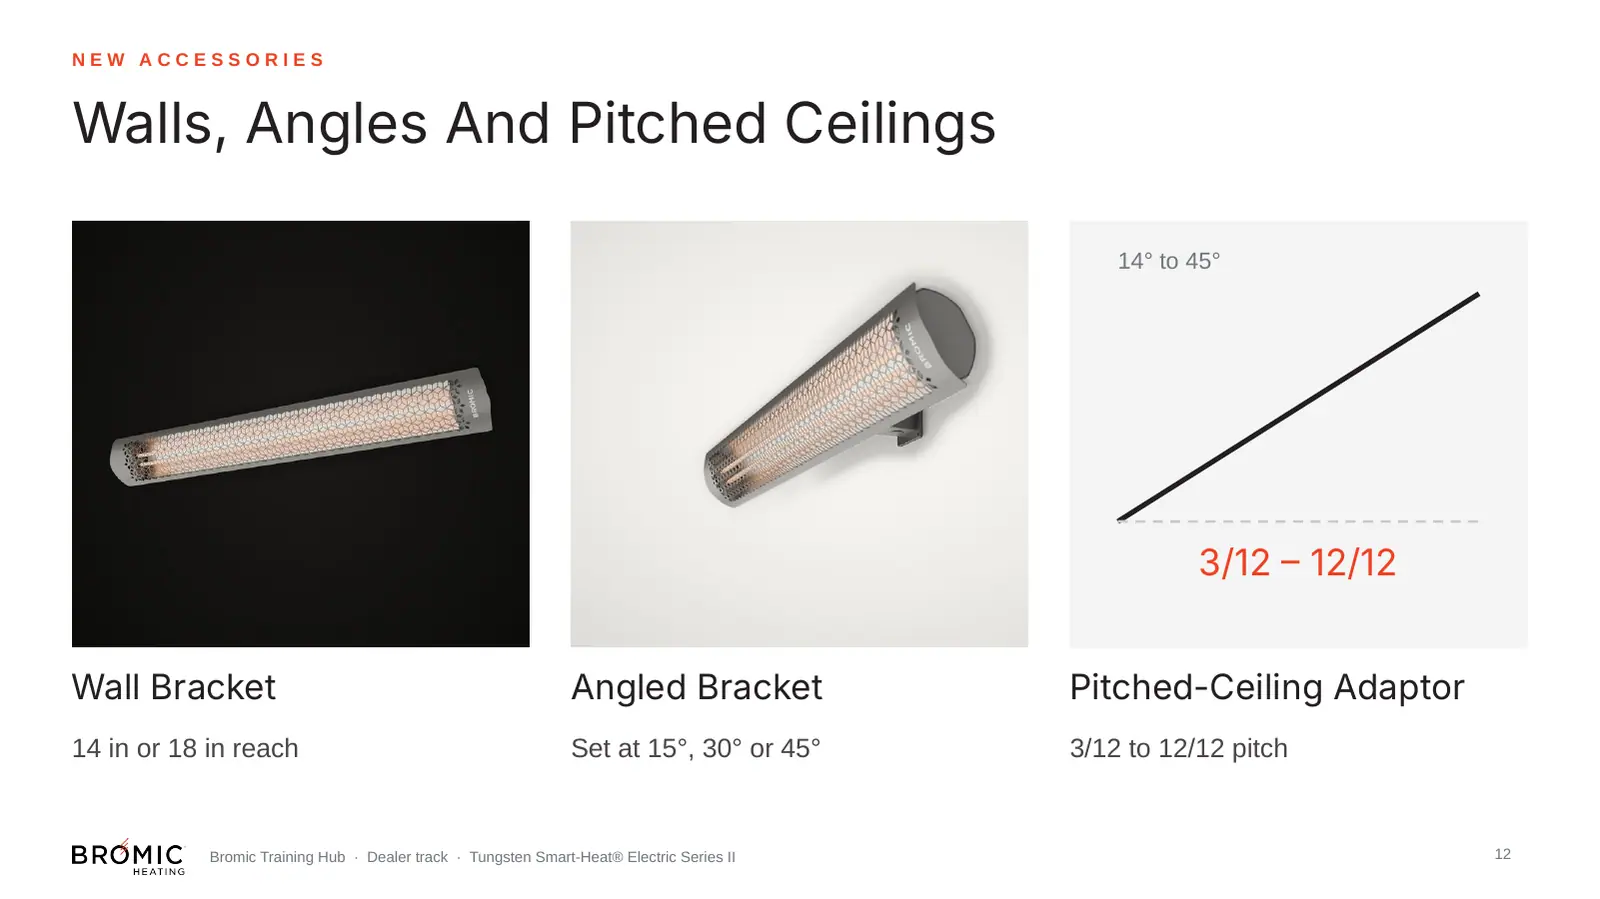 NEW ACCESSORIES
Walls, Angles And Pitched Ceilings
BROMIC
BROMIC
14° to 45°
3/12 – 12/12
Wall Bracket
Angled Bracket
Pitched-Ceiling Adaptor
14 in or 18 in reach
Set at 15°, 30° or 45°
3/12 to 12/12 pitch
BROMIC
HEATING
Bromic Training Hub · Dealer track · Tungsten Smart-Heat® Electric Series II
12